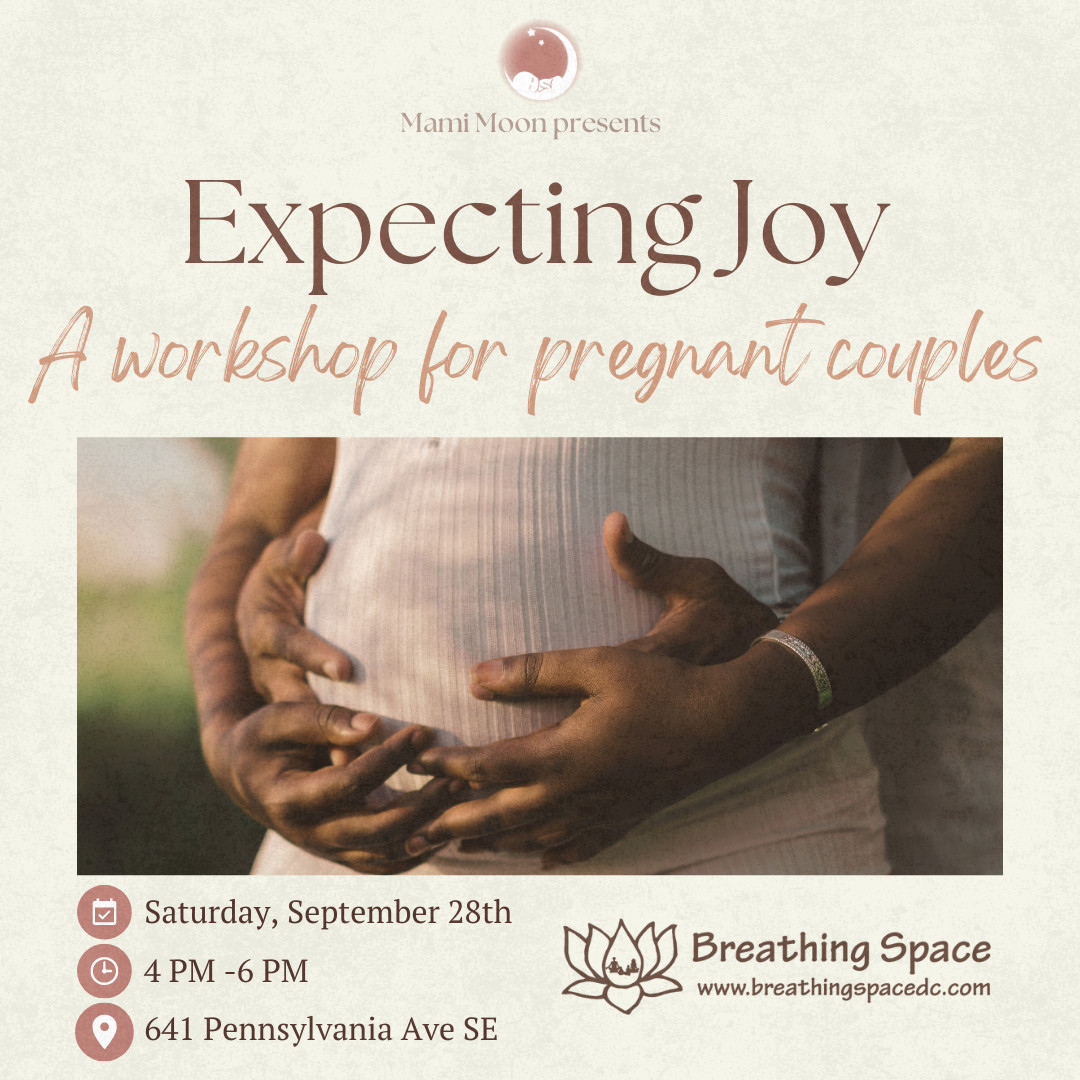 Mami Moon presents
Expecting Joy
A workshop for pregnant couples
Saturday, September 28th
4 PM -6 PM
641 Pennsylvania Ave SE
Breathing Space
www.breathingspacedc.com